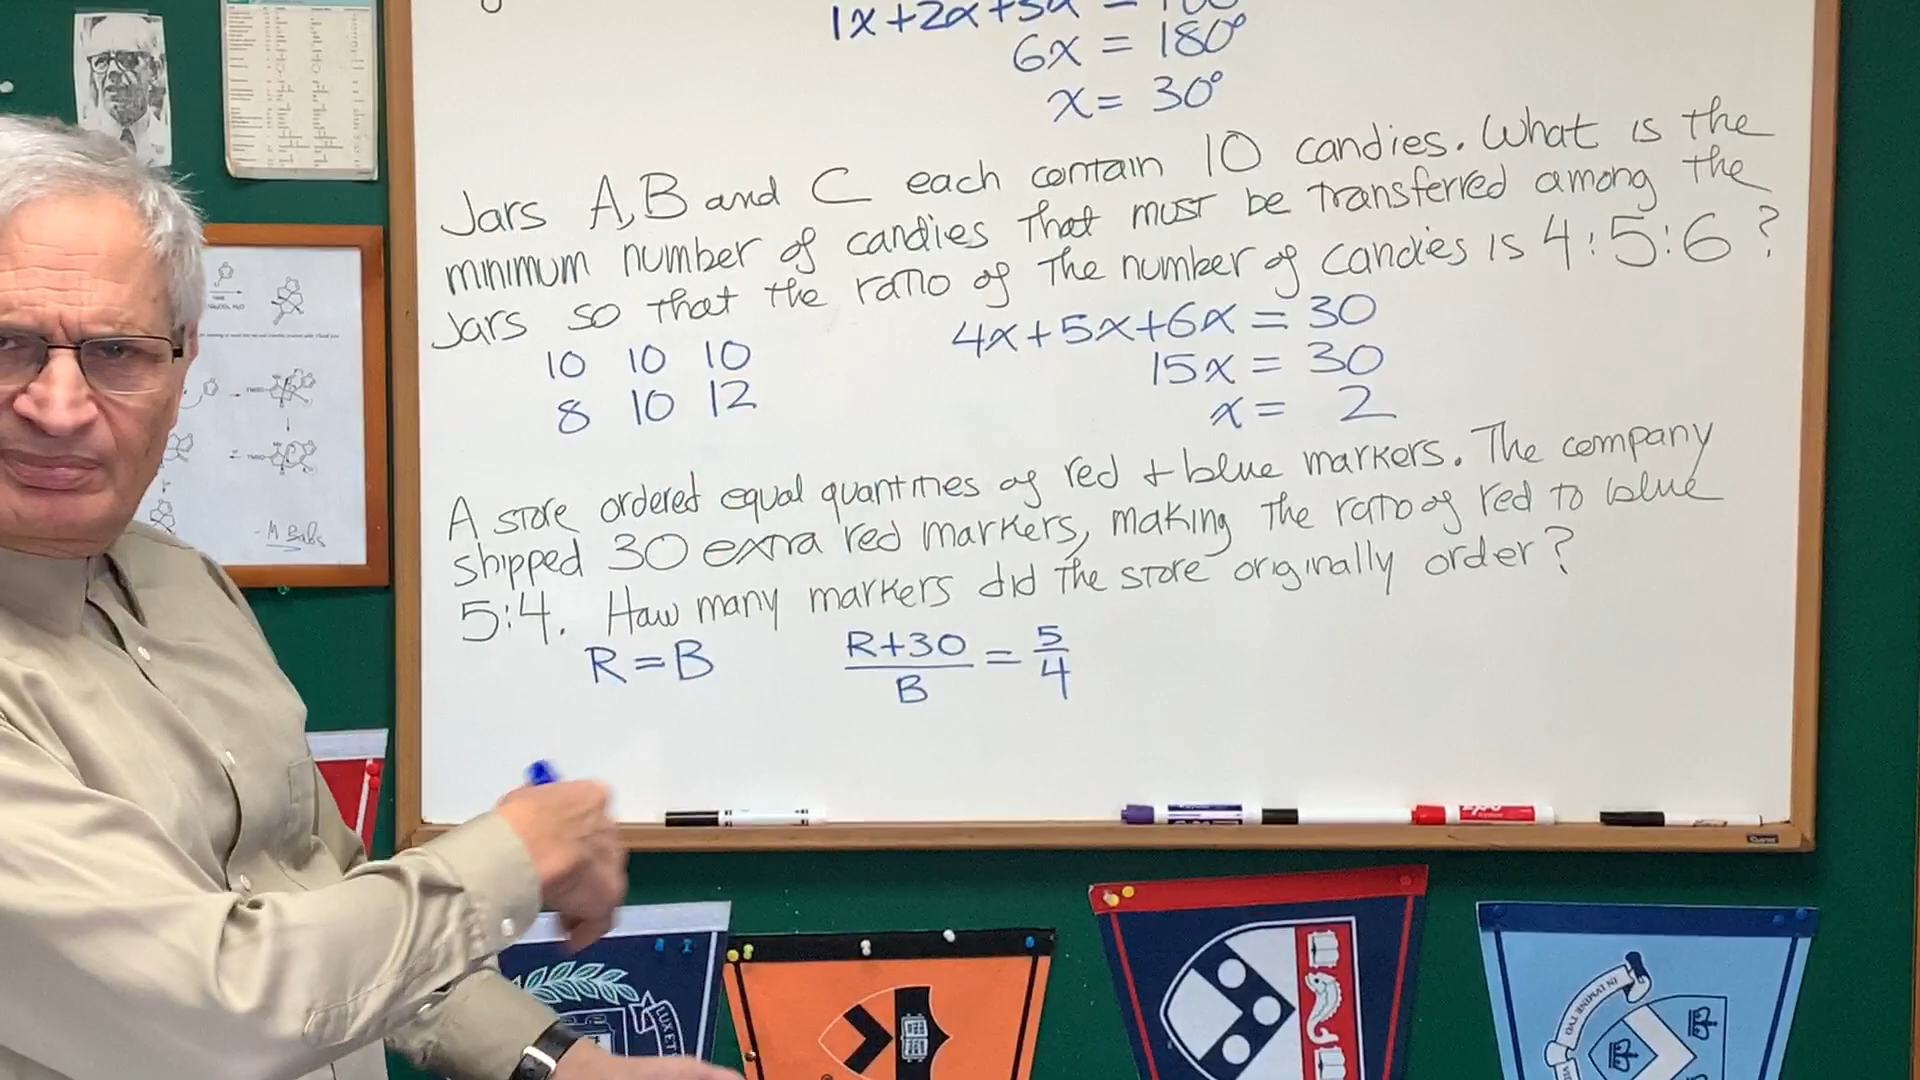 1x+2x+3x = 180
6x = 180°
x = 30°
Jars A, B and C each contain 10 candies. What is the
minimum number of candies that must be transferred among the
Jars so that the ratio of the number of candies is 4:5:6?
10 10 10
8 10 12
4x+5x+6x = 30
15x = 30
x = 2
A store ordered equal quantities of red + blue markers. The company
shipped 30 extra red markers, making the ratio of red to blue
5:4. How many markers did the store originally order?
R = B
R+30
B
=
5
4
LUX ET